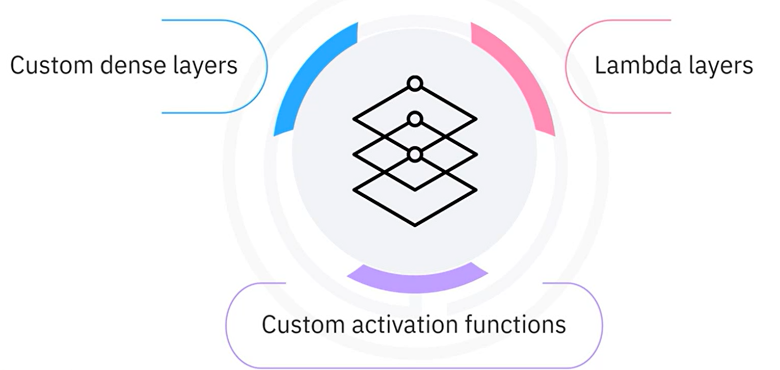 Custom dense layers
Lambda layers
Custom activation functions